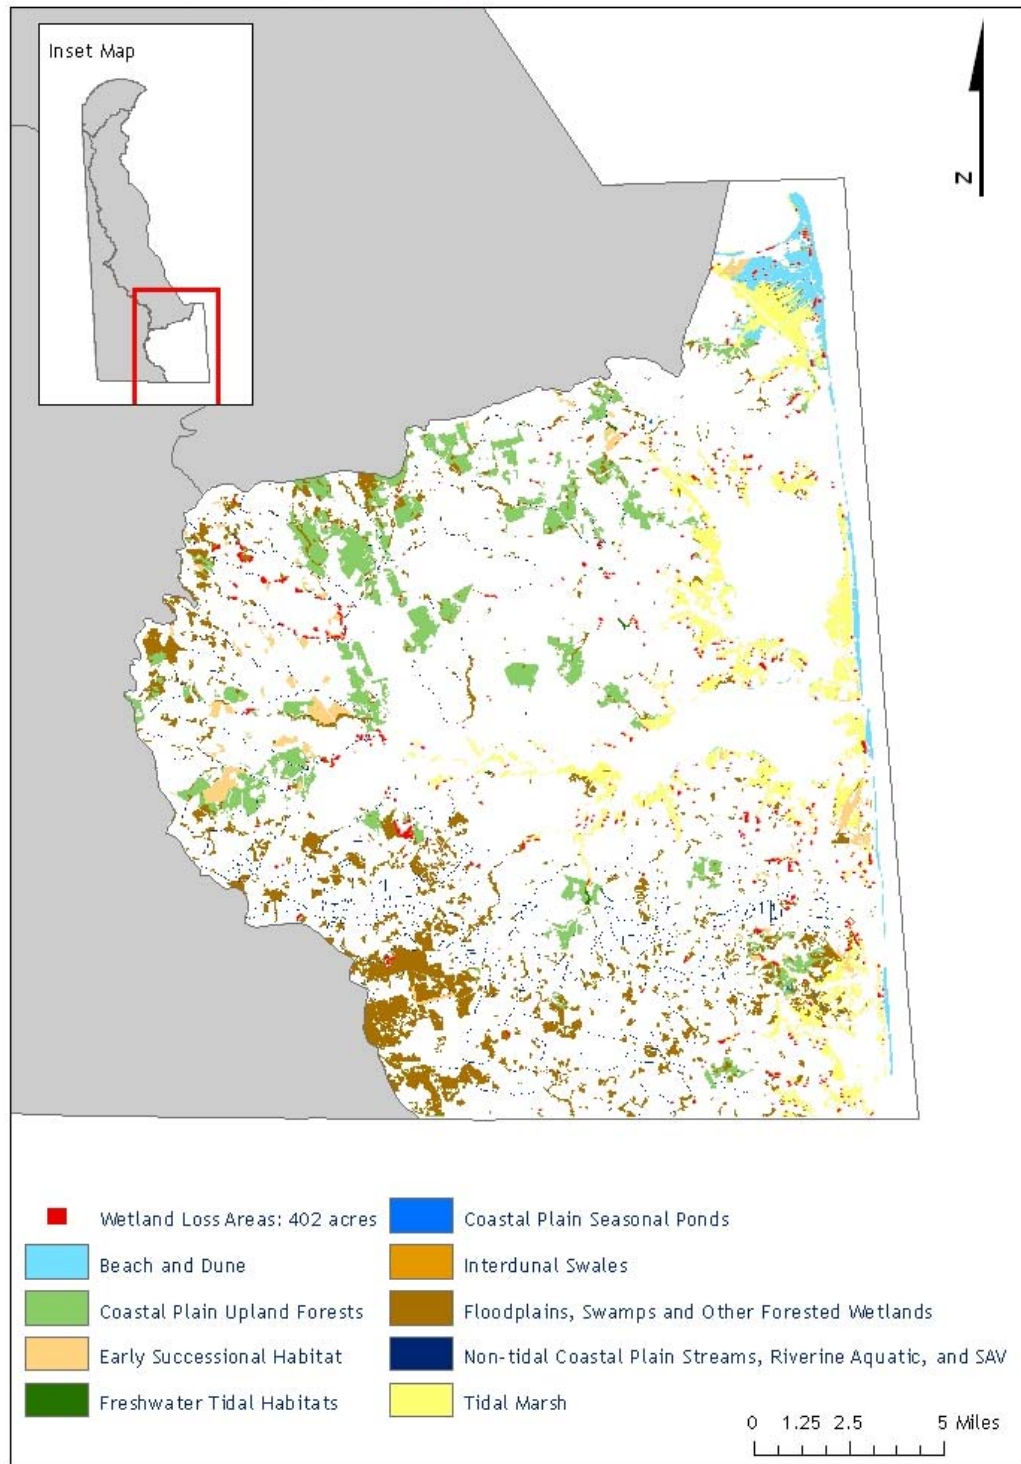 Inset Map
N
Wetland Loss Areas: 402 acres
Beach and Dune
Coastal Plain Upland Forests
Early Successional Habitat
Freshwater Tidal Habitats
Coastal Plain Seasonal Ponds
Interdunal Swales
Floodplains, Swamps and Other Forested Wetlands
Non-tidal Coastal Plain Streams, Riverine Aquatic, and SAV
Tidal Marsh
0 1.25 2.5 5 Miles